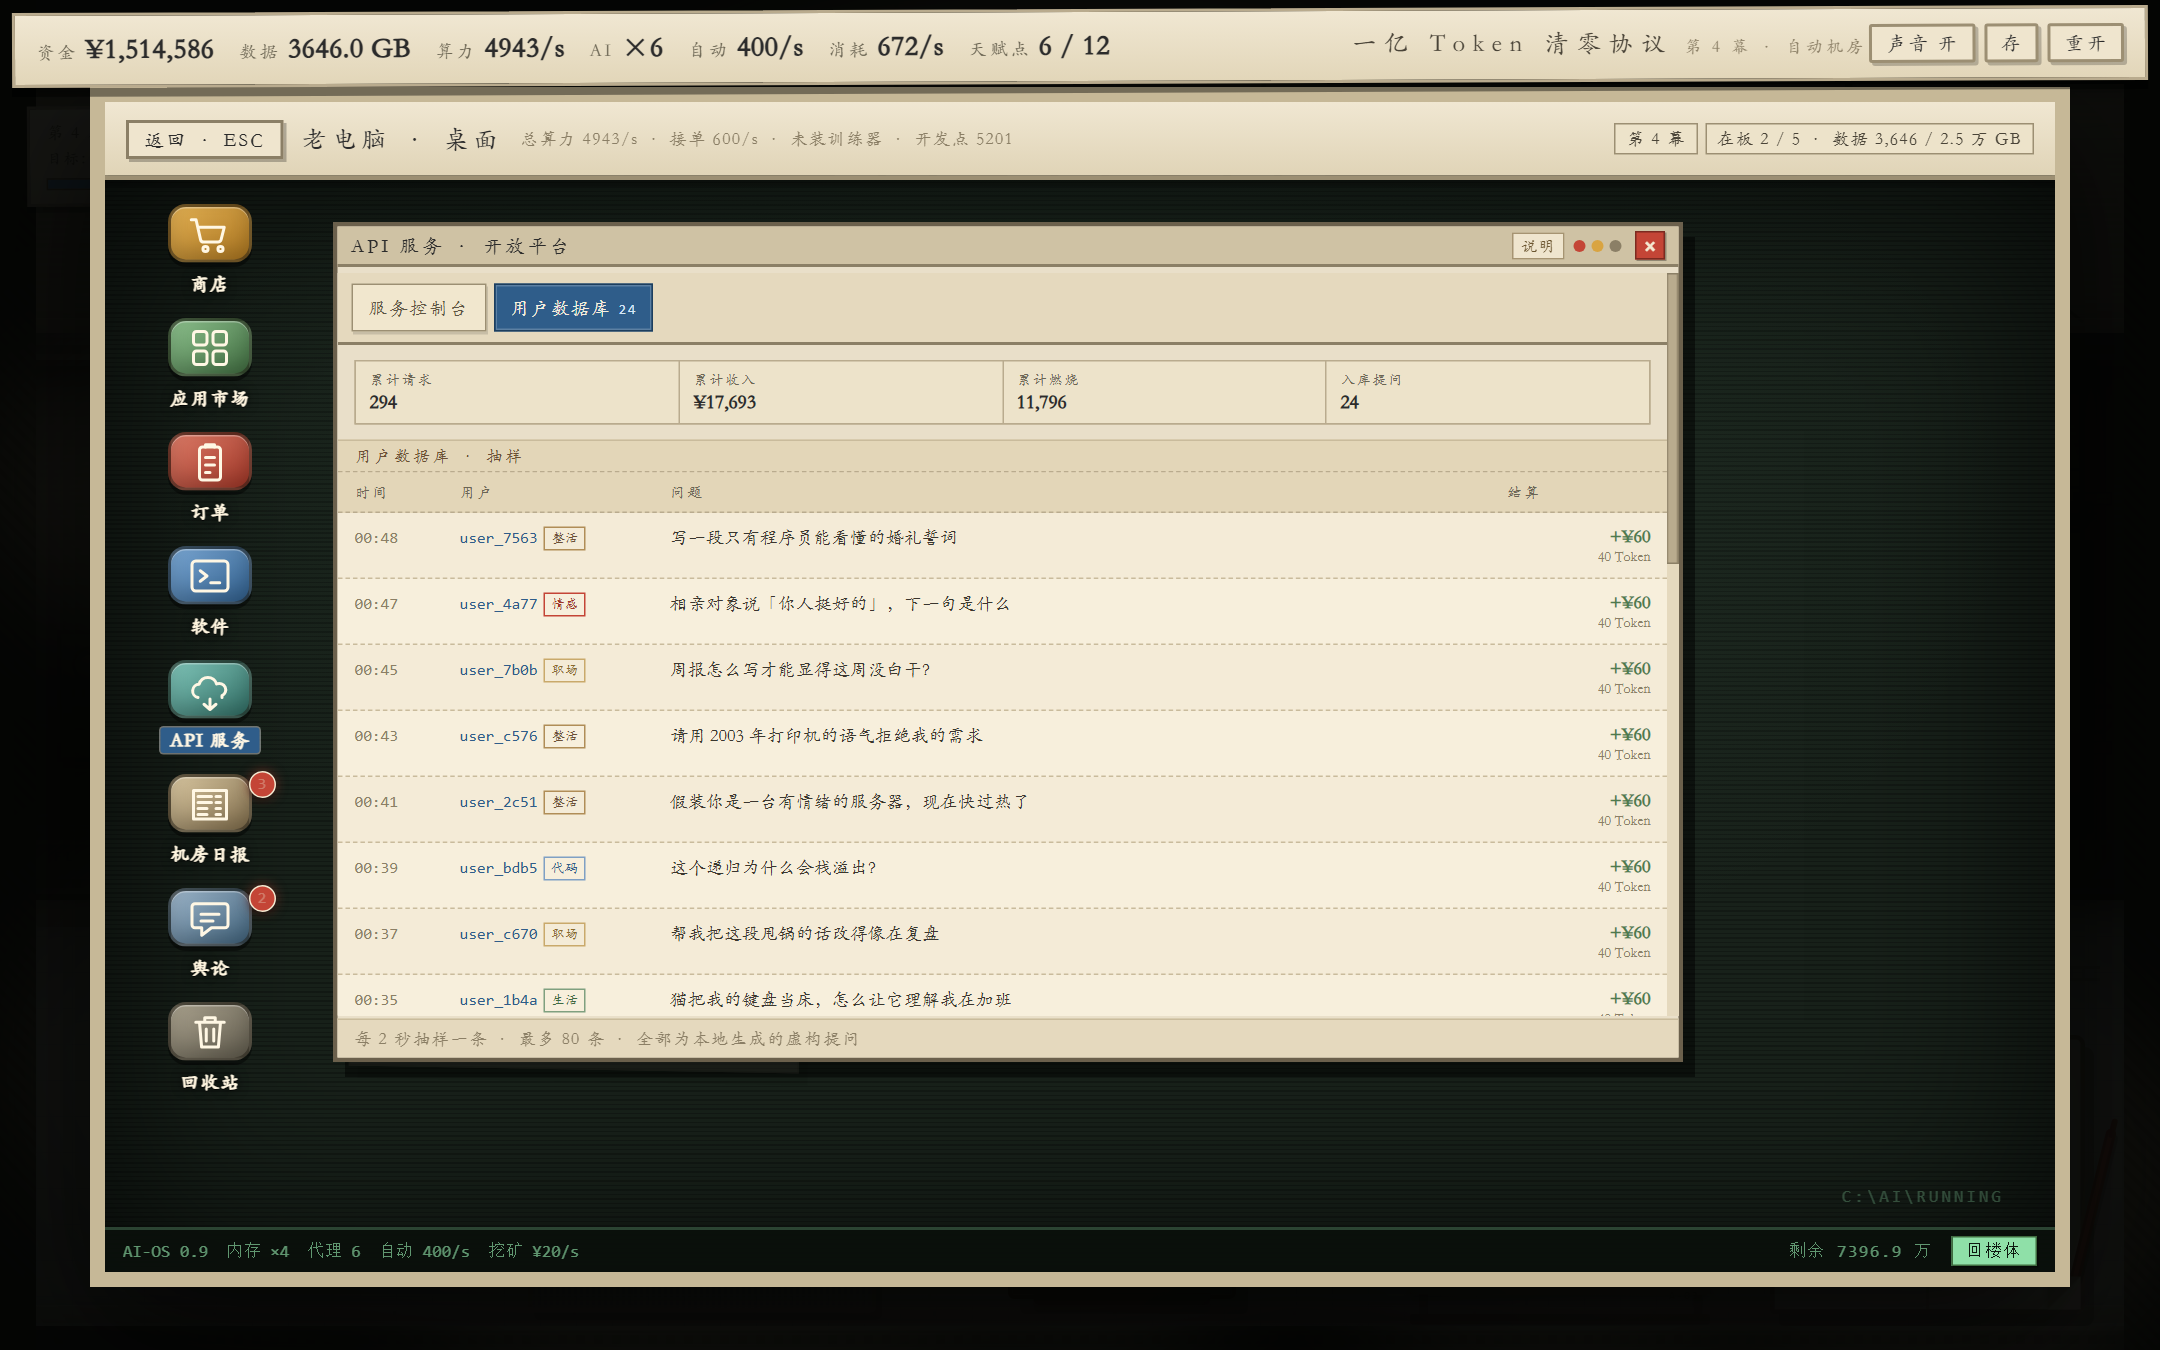 资金 ¥1,514,586 数据 3646.0 GB 算力 4943/s AI ×6 自动 400/s 消耗 672/s 天赋点 6 / 12 一亿 Token 清零协议 第 4 幕 · 自动机房 声音 开 存 重开
返回 · ESC 老电脑 · 桌面 总算力 4943/s · 接单 600/s · 未装训练器 · 开发点 5201 第 4 幕 在板 2 / 5 · 数据 3,646 / 2.5 万 GB
商店
应用市场
订单
软件
API 服务
3
机房日报
2
舆论
回收站
API 服务 · 开放平台 说明 ×
服务控制台 用户数据库 24
累计请求 累计收入 累计燃烧 入库提问
294 ¥17,693 11,796 24
用户数据库 · 抽样
时间 用户 问题 结算
00:48 user_7563 整活 写一段只有程序员能看懂的婚礼誓词 +¥60
40 Token
00:47 user_4a77 情感 相亲对象说「你人挺好的」，下一句是什么 +¥60
40 Token
00:45 user_7b0b 职场 周报怎么写才能显得这周没白干？ +¥60
40 Token
00:43 user_c576 整活 请用 2003 年打印机的语气拒绝我的需求 +¥60
40 Token
00:41 user_2c51 整活 假装你是一台有情绪的服务器，现在快过热了 +¥60
40 Token
00:39 user_bdb5 代码 这个递归为什么会栈溢出？ +¥60
40 Token
00:37 user_c670 职场 帮我把这段甩锅的话改得像在复盘 +¥60
40 Token
00:35 user_1b4a 生活 猫把我的键盘当床，怎么让它理解我在加班 +¥60
每 2 秒抽样一条 · 最多 80 条 · 全部为本地生成的虚构提问
C:\AI\RUNNING
AI-OS 0.9 内存 ×4 代理 6 自动 400/s 挖矿 ¥20/s 剩余 7396.9 万 回楼体